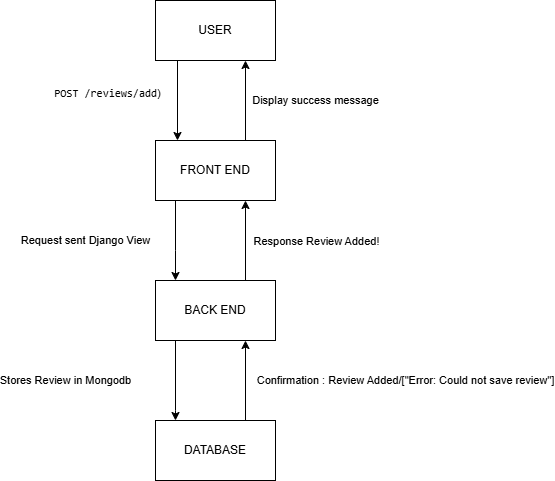 USER
POST /reviews/add)
Display success message
FRONT END
Request sent Django View
Response Review Added!
BACK END
Stores Review in Mongodb
Confirmation : Review Added/["Error: Could not save review"]
DATABASE